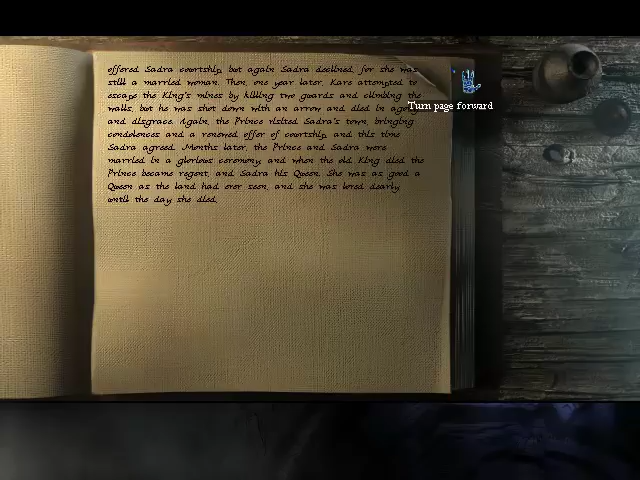 offered Sadra courtship, but again Sadra declined, for she was
still a married woman. Then, one year later, Kare attempted to
escape the King's mines by killing two guards and climbing the
walls, but he was shot down with an arrow and died in agony
and disgrace. Again, the Prince visited Sadra's town, bringing
condolences and a renewed offer of courtship, and this time
Sadra agreed. Months later, the Prince and Sadra were
married in a glorious ceremony, and when the old King died the
Prince became regent, and Sadra his Queen. She was as good a
Queen as the land had ever seen, and she was loved dearly
until the day she died.
Turn page forward